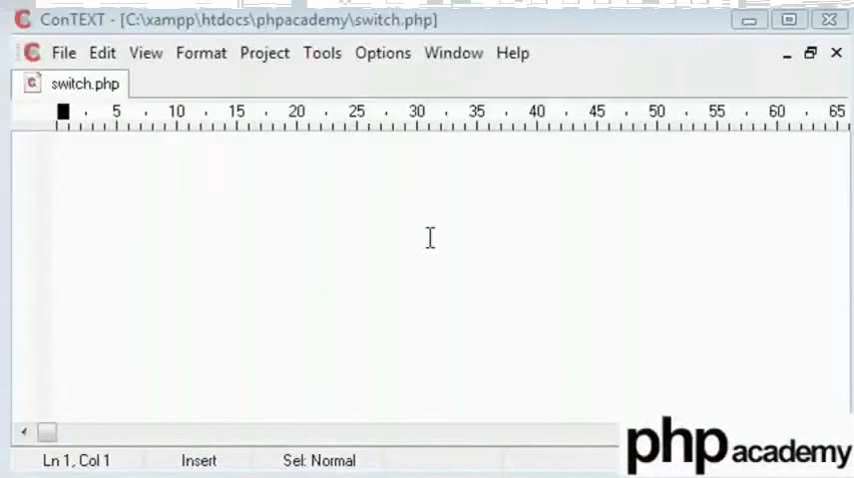 ConTEXT - [C:\xampp\htdocs\phpacademy\switch.php]
File Edit View Format Project Tools Options Window Help
switch.php
5 10 15 20 25 30 35 40 45 50 55 60 65
Ln 1, Col 1 Insert Sel: Normal
php academy